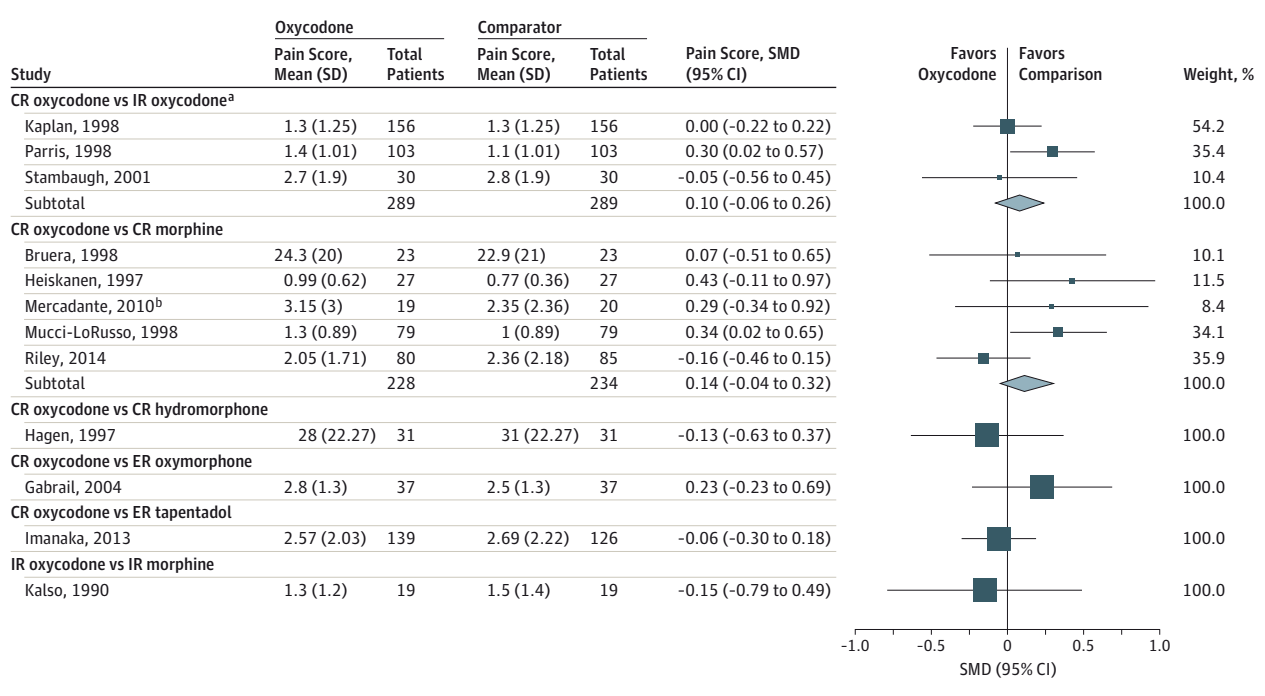 Oxycodone Comparator
Pain Score, Total Pain Score, Total Pain Score, SMD Favors Favors
Study Mean (SD) Patients Mean (SD) Patients (95% CI) Oxycodone Comparison Weight, %
CR oxycodone vs IR oxycodoneᵃ
Kaplan, 1998 1.3 (1.25) 156 1.3 (1.25) 156 0.00 (-0.22 to 0.22) 54.2
Parris, 1998 1.4 (1.01) 103 1.1 (1.01) 103 0.30 (0.02 to 0.57) 35.4
Stambaugh, 2001 2.7 (1.9) 30 2.8 (1.9) 30 -0.05 (-0.56 to 0.45) 10.4
Subtotal 289 289 0.10 (-0.06 to 0.26) 100.0
CR oxycodone vs CR morphine
Bruera, 1998 24.3 (20) 23 22.9 (21) 23 0.07 (-0.51 to 0.65) 10.1
Heiskanen, 1997 0.99 (0.62) 27 0.77 (0.36) 27 0.43 (-0.11 to 0.97) 11.5
Mercadante, 2010ᵇ 3.15 (3) 19 2.35 (2.36) 20 0.29 (-0.34 to 0.92) 8.4
Mucci-LoRusso, 1998 1.3 (0.89) 79 1 (0.89) 79 0.34 (0.02 to 0.65) 34.1
Riley, 2014 2.05 (1.71) 80 2.36 (2.18) 85 -0.16 (-0.46 to 0.15) 35.9
Subtotal 228 234 0.14 (-0.04 to 0.32) 100.0
CR oxycodone vs CR hydromorphone
Hagen, 1997 28 (22.27) 31 31 (22.27) 31 -0.13 (-0.63 to 0.37) 100.0
CR oxycodone vs ER oxymorphone
Gabrail, 2004 2.8 (1.3) 37 2.5 (1.3) 37 0.23 (-0.23 to 0.69) 100.0
CR oxycodone vs ER tapentadol
Imanaka, 2013 2.57 (2.03) 139 2.69 (2.22) 126 -0.06 (-0.30 to 0.18) 100.0
IR oxycodone vs IR morphine
Kalso, 1990 1.3 (1.2) 19 1.5 (1.4) 19 -0.15 (-0.79 to 0.49) 100.0
-1.0 -0.5 0 0.5 1.0
SMD (95% CI)